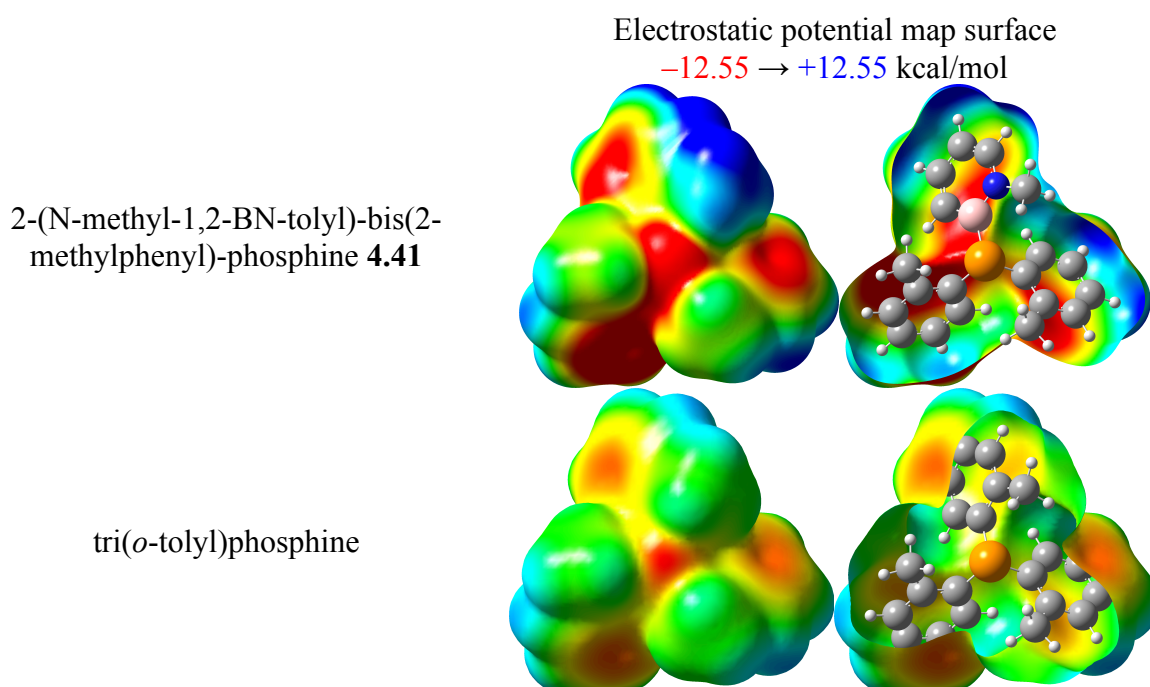 Electrostatic potential map surface
–12.55 → +12.55 kcal/mol
2-(N-methyl-1,2-BN-tolyl)-bis(2-
methylphenyl)-phosphine 4.41
tri(o-tolyl)phosphine